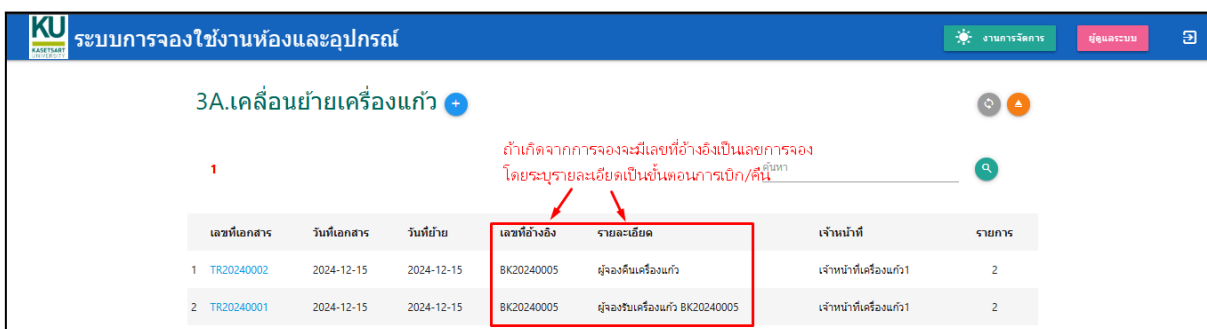 KU
KASETSART
UNIVERSITY
ระบบการจองใช้งานห้องและอุปกรณ์
งานการจัดการ
ผู้ดูแลระบบ
3A.เคลื่อนย้ายเครื่องแก้ว
ถ้าเกิดจากการจองจะมีเลขที่อ้างอิงเป็นเลขการจอง
โดยระบุรายละเอียดเป็นขั้นตอนการเบิก/คืน
ค้นหา
1
เลขที่เอกสาร วันที่เอกสาร วันที่ย้าย เลขที่อ้างอิง รายละเอียด เจ้าหน้าที่ รายการ
1 TR20240002 2024-12-15 2024-12-15 BK20240005 ผู้จองคืนเครื่องแก้ว เจ้าหน้าที่เครื่องแก้ว1 2
2 TR20240001 2024-12-15 2024-12-15 BK20240005 ผู้จองรับเครื่องแก้ว BK20240005 เจ้าหน้าที่เครื่องแก้ว1 2